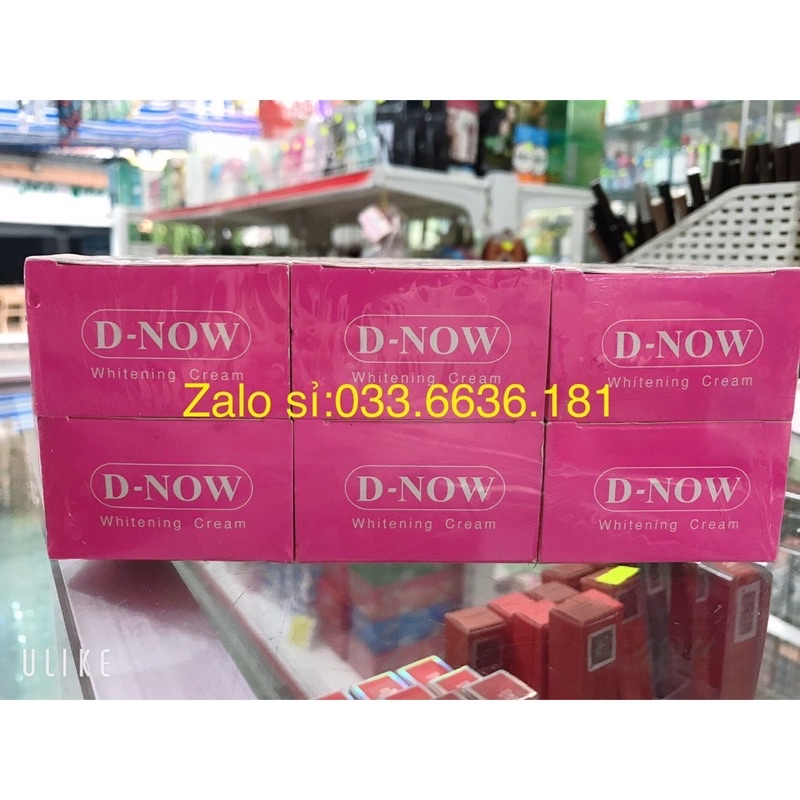 D-NOW
Whitening Cream
D-NOW
Whitening Cream
D-NOW
Whitening Cream
Zalo sỉ:033.6636.181
D-NOW
Whitening Cream
D-NOW
Whitening Cream
D-NOW
Whitening Cream
ULIKE